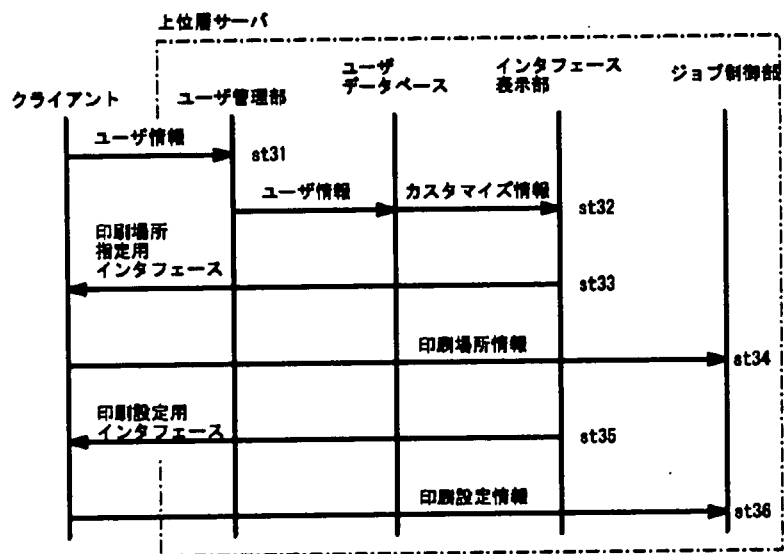 上位層サーバ
クライアント
ユーザ管理部
ユーザ
データベース
インタフェース
表示部
ジョブ制御部
ユーザ情報
st31
ユーザ情報
カスタマイズ情報
st32
印刷場所
指定用
インタフェース
st33
印刷場所情報
st34
印刷設定用
インタフェース
st35
印刷設定情報
st36